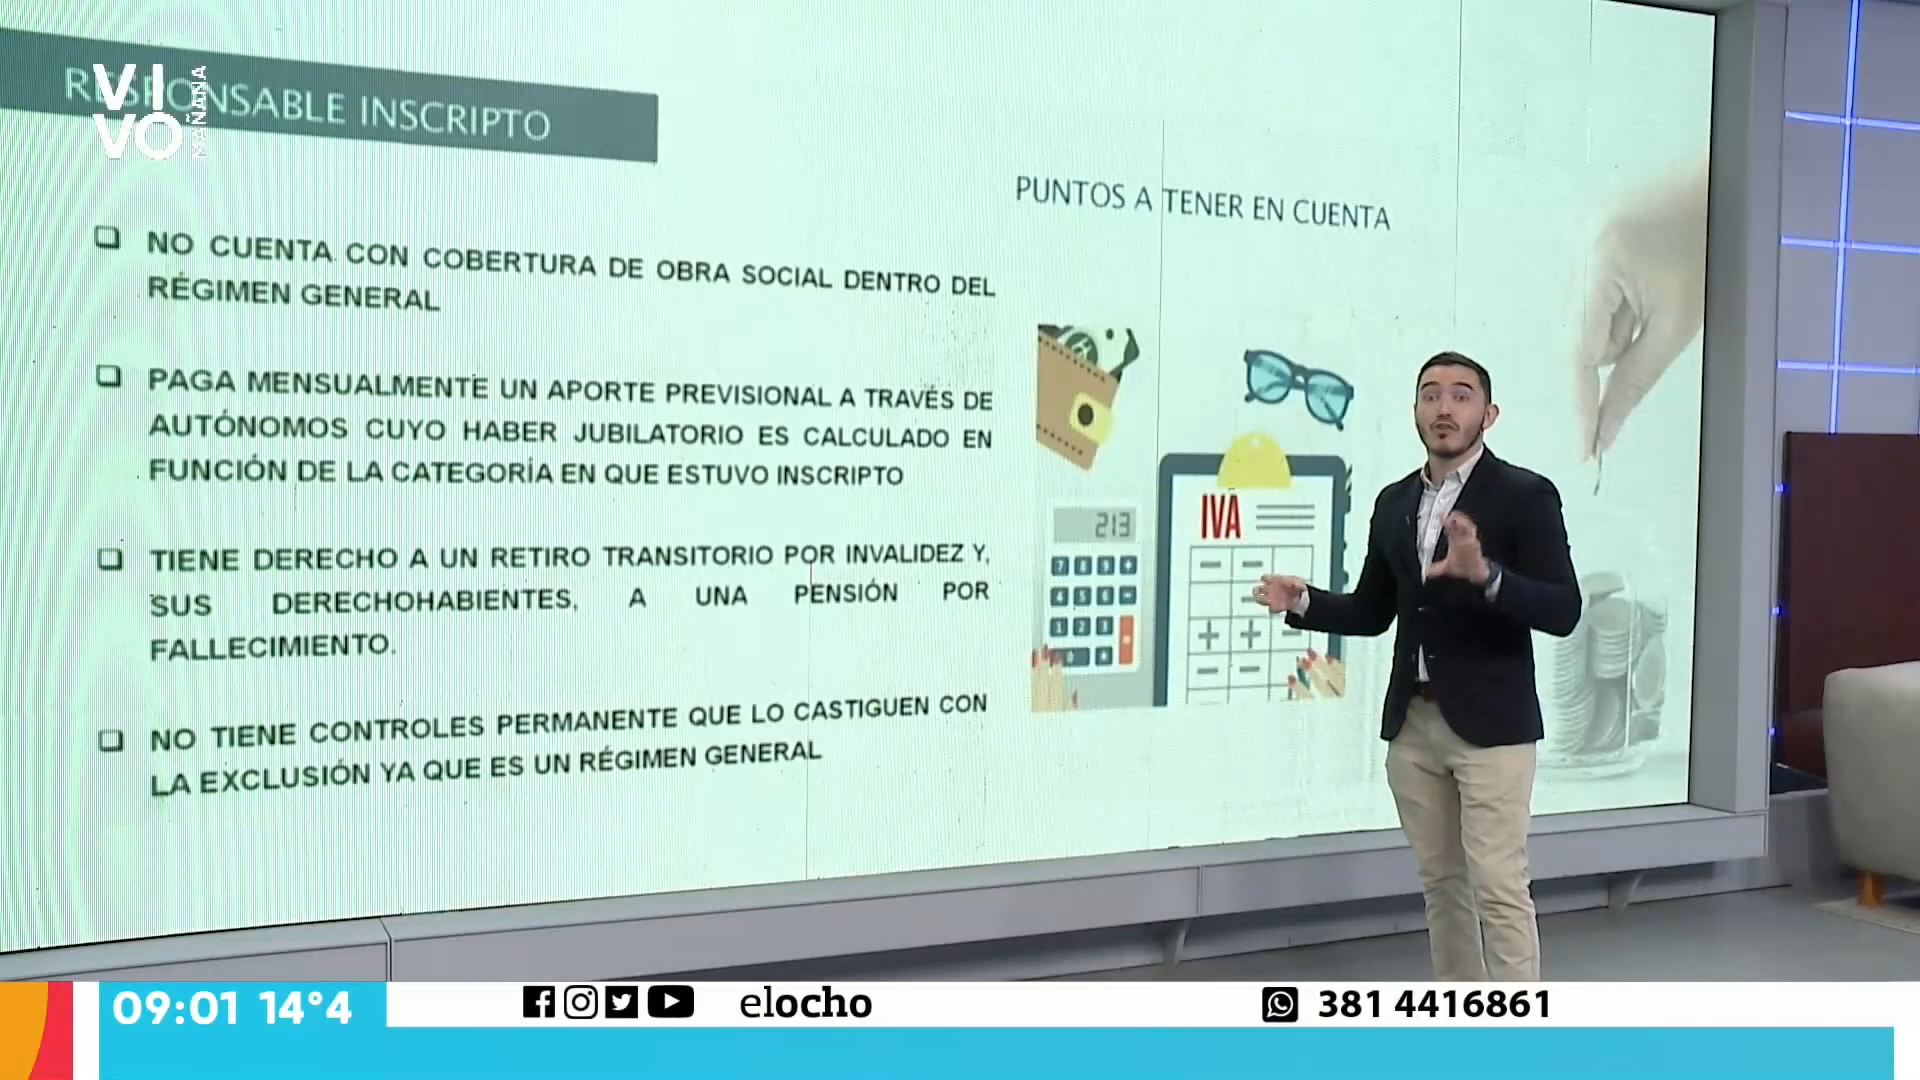 RESPONSABLE INSCRIPTO
VI
VO
MAÑANA
PUNTOS A TENER EN CUENTA
NO CUENTA CON COBERTURA DE OBRA SOCIAL DENTRO DEL
RÉGIMEN GENERAL
PAGA MENSUALMENTE UN APORTE PREVISIONAL A TRAVÉS DE
AUTÓNOMOS CUYO HABER JUBILATORIO ES CALCULADO EN
FUNCIÓN DE LA CATEGORÍA EN QUE ESTUVO INSCRIPTO
TIENE DERECHO A UN RETIRO TRANSITORIO POR INVALIDEZ Y,
SUS DERECHOHABIENTES, A UNA PENSIÓN POR
FALLECIMIENTO.
NO TIENE CONTROLES PERMANENTE QUE LO CASTIGUEN CON
LA EXCLUSIÓN YA QUE ES UN RÉGIMEN GENERAL
IVA
213
09:01 14°4
elocho
381 4416861